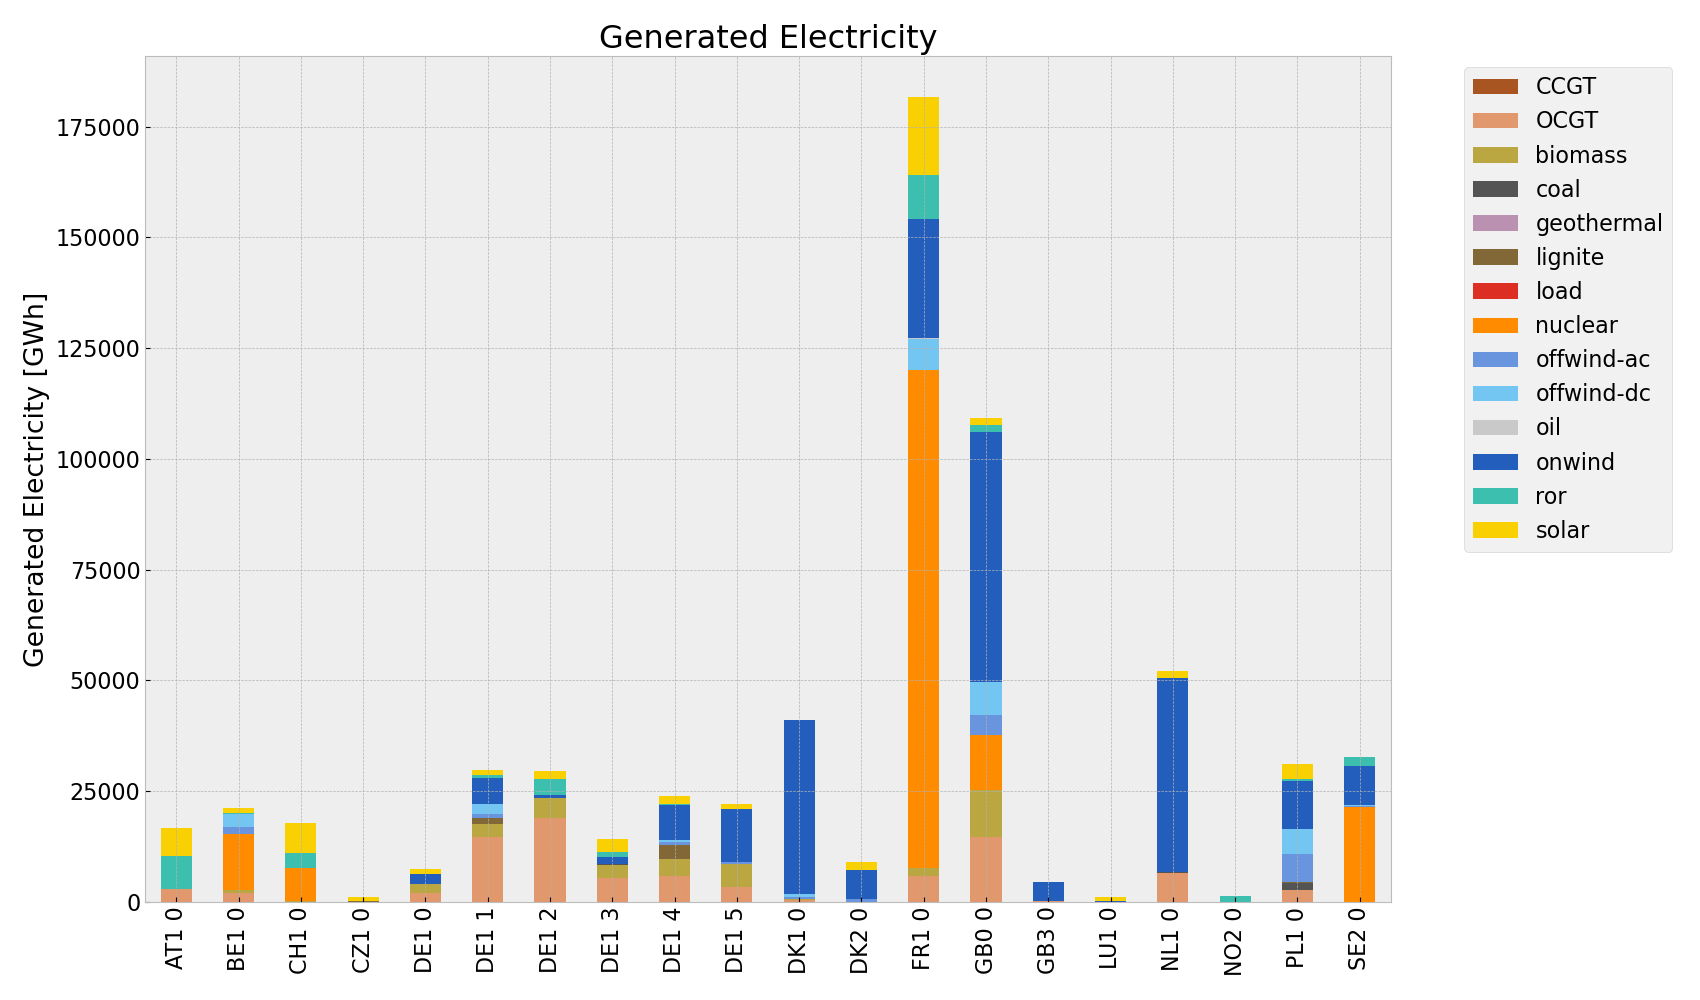 Generated Electricity
Generated Electricity [GWh]
175000
150000
125000
100000
75000
50000
25000
0
AT1 0
BE1 0
CH1 0
CZ1 0
DE1 0
DE1 1
DE1 2
DE1 3
DE1 4
DE1 5
DK1 0
DK2 0
FR1 0
GB0 0
GB3 0
LU1 0
NL1 0
NO2 0
PL1 0
SE2 0
CCGT
OCGT
biomass
coal
geothermal
lignite
load
nuclear
offwind-ac
offwind-dc
oil
onwind
ror
solar